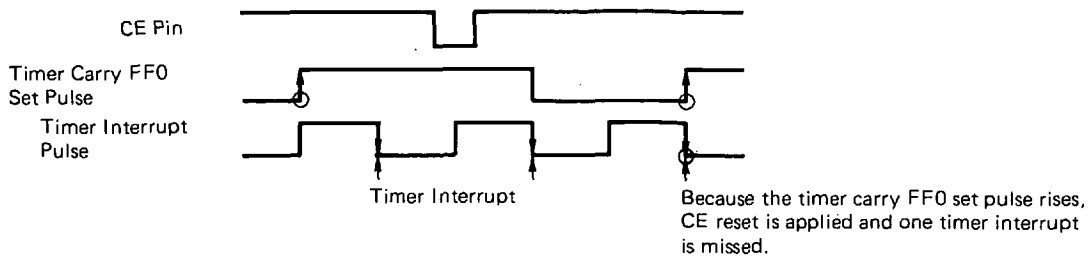 CE Pin
Timer Carry FF0
Set Pulse
Timer Interrupt
Pulse
Timer Interrupt
Because the timer carry FF0 set pulse rises,
CE reset is applied and one timer interrupt
is missed.